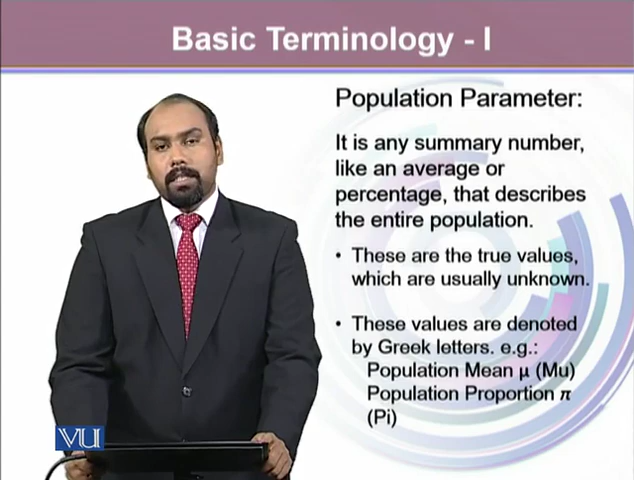 Basic Terminology - I
Population Parameter:
It is any summary number,
like an average or
percentage, that describes
the entire population.
• These are the true values,
which are usually unknown.
• These values are denoted
by Greek letters. e.g.:
Population Mean μ (Mu)
Population Proportion π
(Pi)
VU